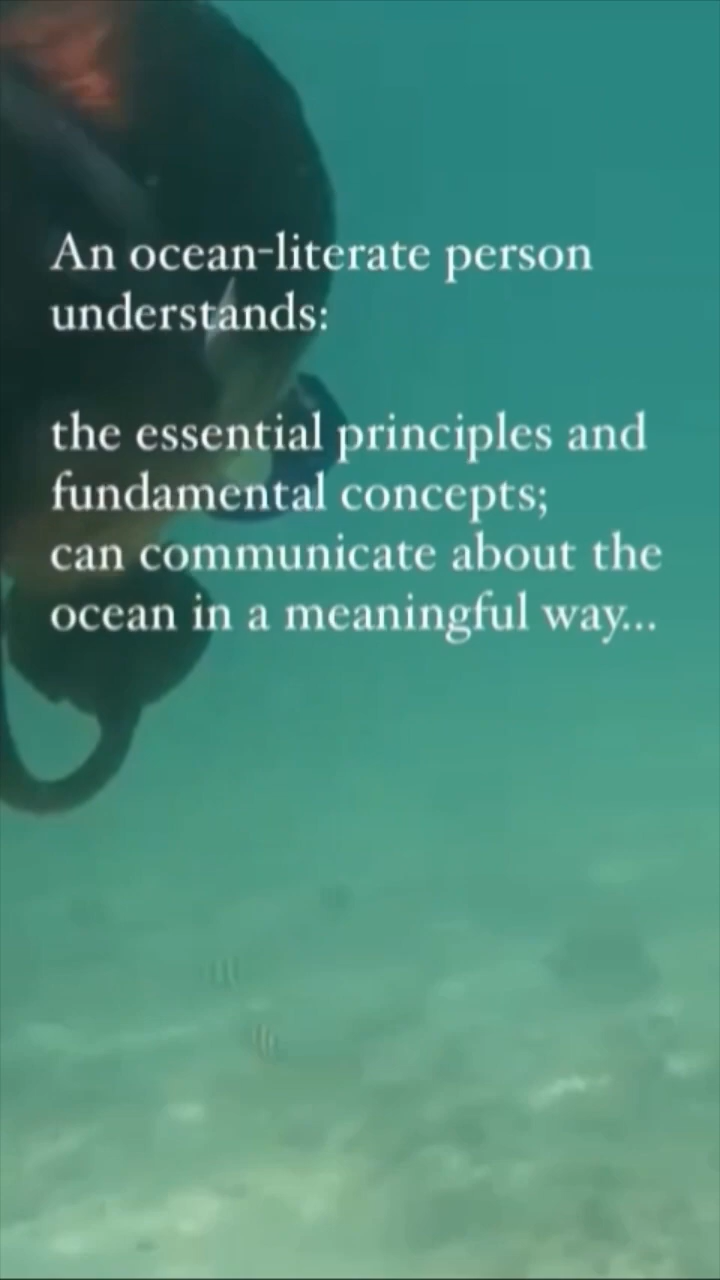 An ocean-literate person
understands:
the essential principles and
fundamental concepts;
can communicate about the
ocean in a meaningful way...